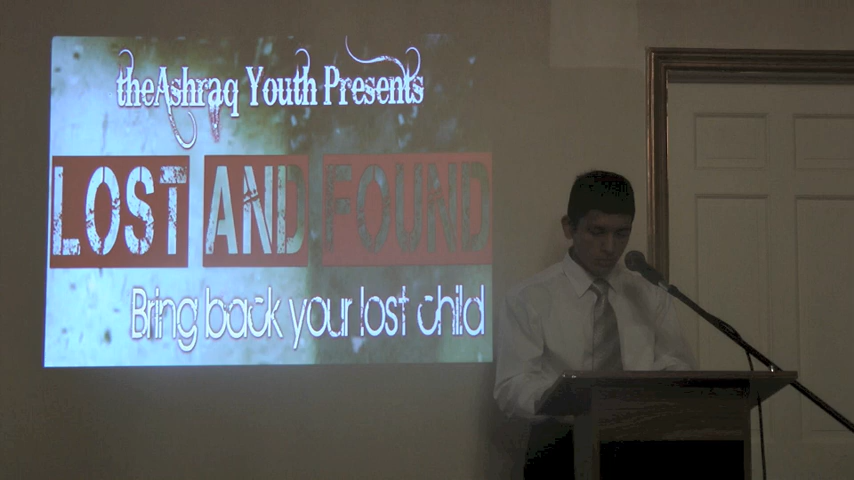 theAshraq Youth Presents
LOST AND FOUND
Bring back your lost child